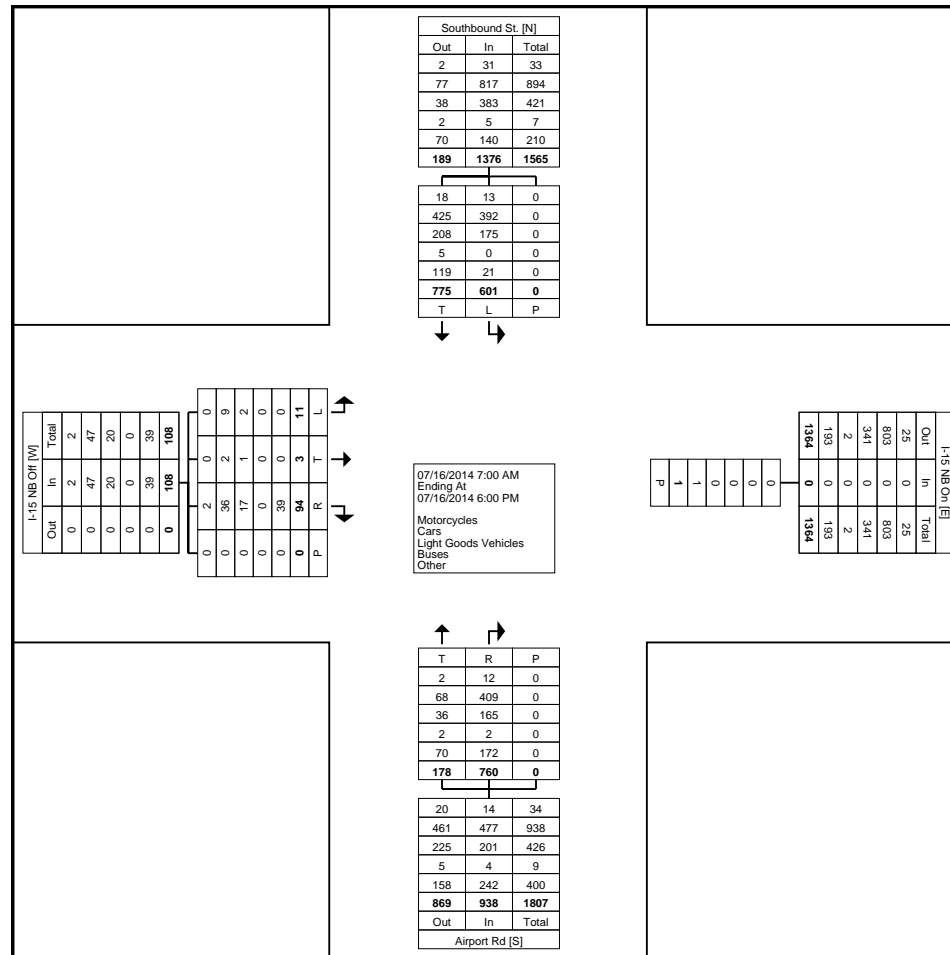 Southbound St. [N]
Out In Total
2 31 33
77 817 894
38 383 421
2 5 7
70 140 210
189 1376 1565
18 13 0
425 392 0
208 175 0
5 0 0
119 21 0
775 601 0
T L P
I-15 NB Off [W]
Total 2 47 20 0 39 108
In 2 47 20 0 39 108
Out 0 0 0 0 0 0
0 9 2 0 0 11 L
0 2 1 0 0 3 T
2 36 17 0 39 94 R
0 0 0 0 0 0 P
07/16/2014 7:00 AM
Ending At
07/16/2014 6:00 PM
Motorcycles
Cars
Light Goods Vehicles
Buses
Other
P 1 1 0 0 0 0
I-15 NB On [E]
Out 25 803 341 2 193 1364
In 0 0 0 0 0 0
Total 25 803 341 2 193 1364
T R P
2 12 0
68 409 0
36 165 0
2 2 0
70 172 0
178 760 0
20 14 34
461 477 938
225 201 426
5 4 9
158 242 400
869 938 1807
Out In Total
Airport Rd [S]